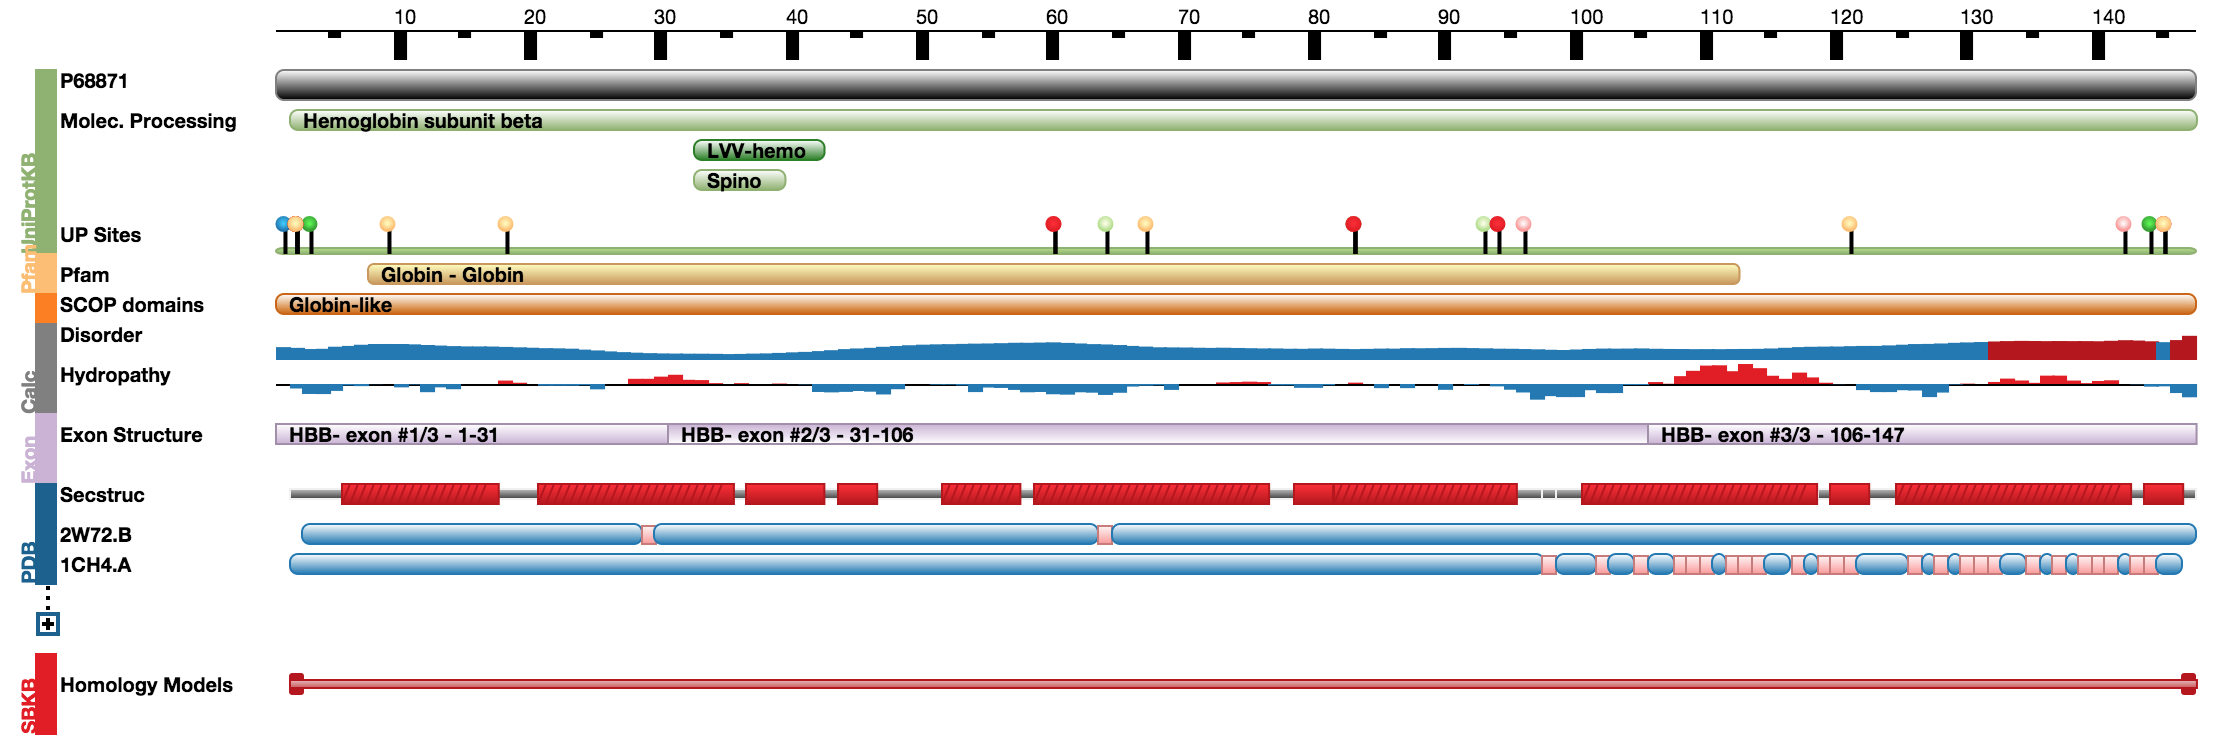 10 20 30 40 50 60 70 80 90 100 110 120 130 140
P68871
Molec. Processing Hemoglobin subunit beta
LVV-hemo
Spino
UniProtKB
UP Sites
Pfam
Pfam Globin - Globin
SCOP domains Globin-like
Disorder
Calc
Hydropathy
Exon
Exon Structure HBB- exon #1/3 - 1-31 HBB- exon #2/3 - 31-106 HBB- exon #3/3 - 106-147
Secstruc
PDB
2W72.B
1CH4.A
SBKB
Homology Models